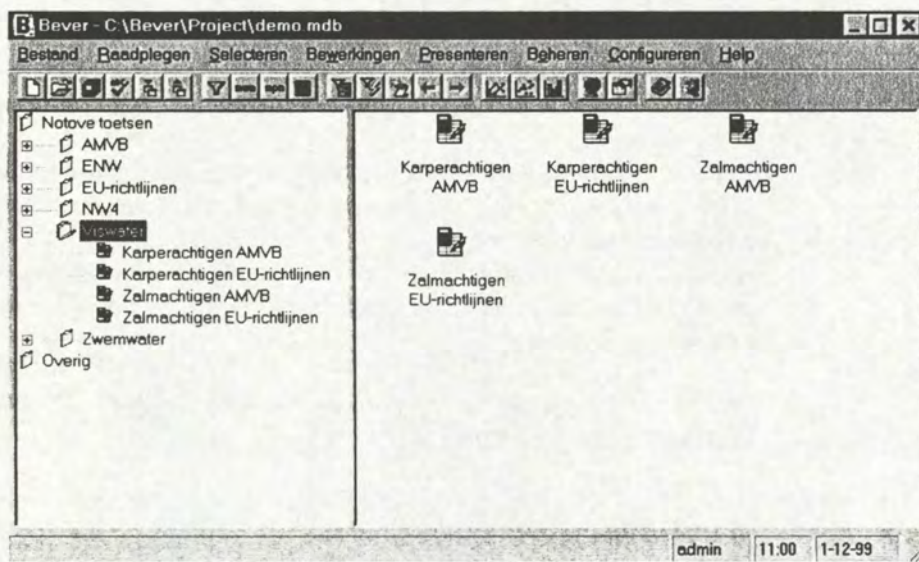 Bever - C:\Bever\Project\demo.mdb
Bestand Raadplegen Selecteren Bewerkingen Presenteren Beheren Configureren Help
Notove toetsen
AMVB
ENW
EU-richtlijnen
NW4
Viswater
Karperachtigen AMVB
Karperachtigen EU-richtlijnen
Zalmachtigen AMVB
Zalmachtigen EU-richtlijnen
Zwemwater
Overig
Karperachtigen
AMVB
Karperachtigen
EU-richtlijnen
Zalmachtigen
AMVB
Zalmachtigen
EU-richtlijnen
admin 11:00 1-12-99